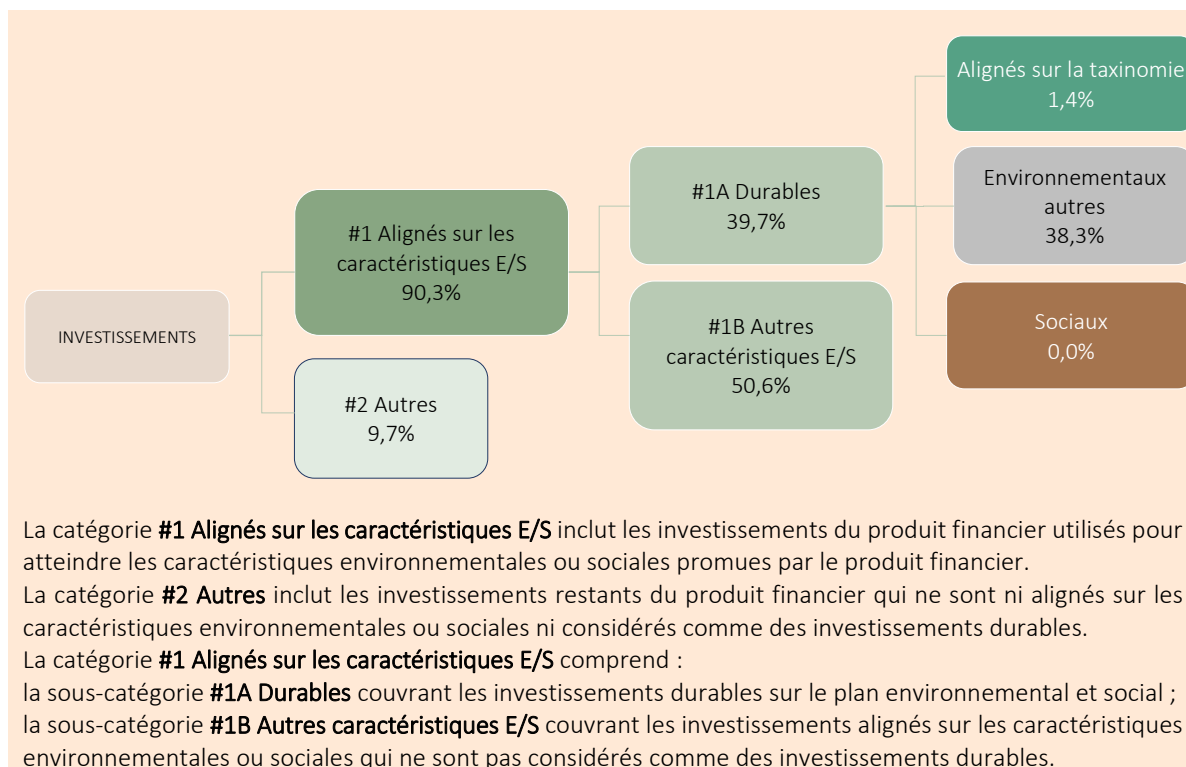 Alignés sur la taxinomie
1,4%
Environnementaux
autres
38,3%
Sociaux
0,0%
#1A Durables
39,7%
#1B Autres
caractéristiques E/S
50,6%
#1 Alignés sur les
caractéristiques E/S
90,3%
INVESTISSEMENTS
#2 Autres
9,7%
La catégorie #1 Alignés sur les caractéristiques E/S inclut les investissements du produit financier utilisés pour
atteindre les caractéristiques environnementales ou sociales promues par le produit financier.
La catégorie #2 Autres inclut les investissements restants du produit financier qui ne sont ni alignés sur les
caractéristiques environnementales ou sociales ni considérés comme des investissements durables.
La catégorie #1 Alignés sur les caractéristiques E/S comprend :
la sous-catégorie #1A Durables couvrant les investissements durables sur le plan environnemental et social ;
la sous-catégorie #1B Autres caractéristiques E/S couvrant les investissements alignés sur les caractéristiques
environnementales ou sociales qui ne sont pas considérés comme des investissements durables.